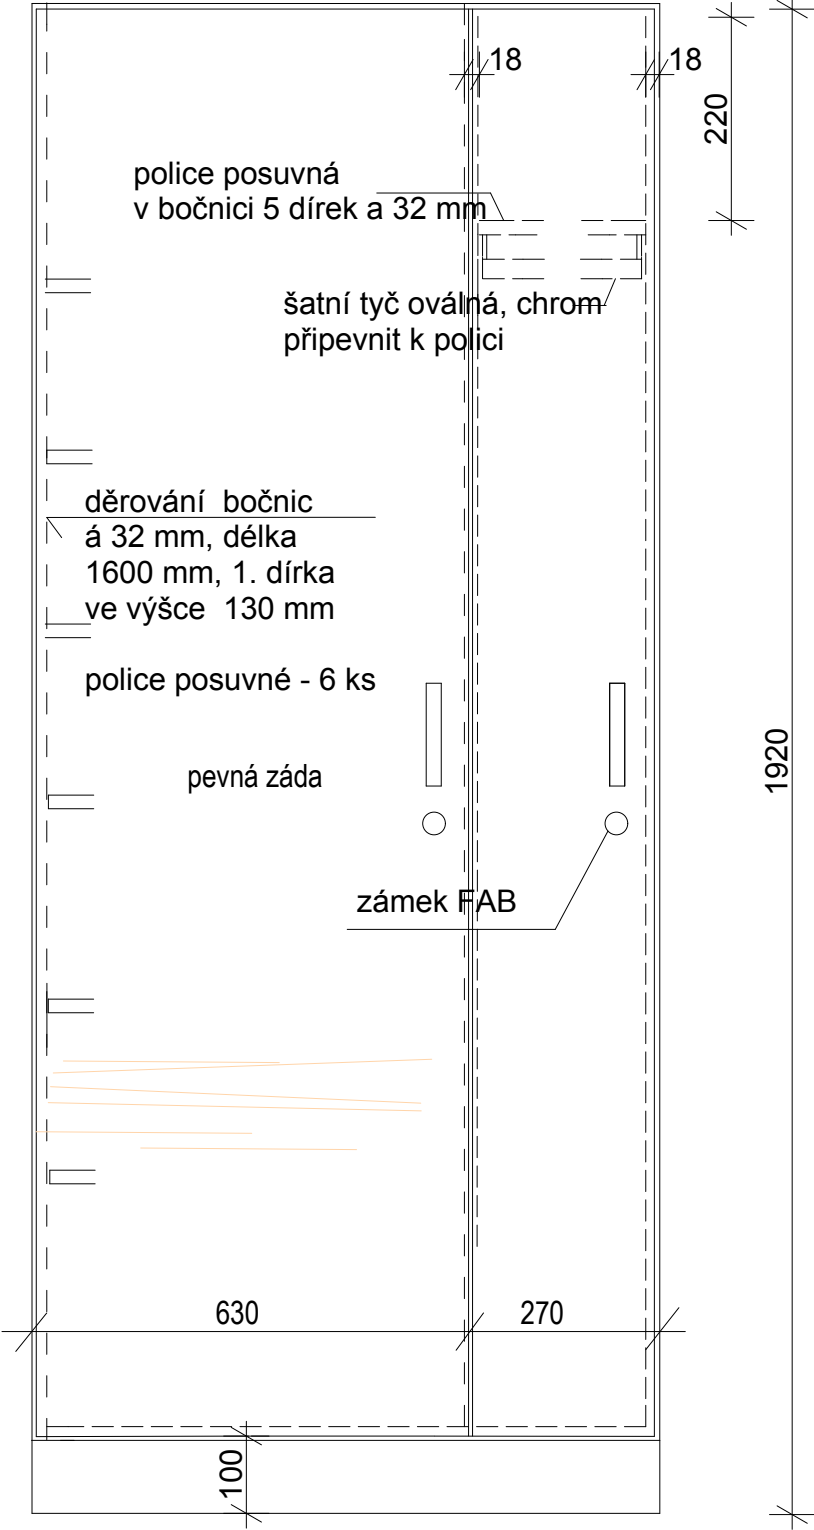 18
18
220
police posuvná
v bočnici 5 dírek a 32 mm
šatní tyč oválná, chrom
připevnit k polici
děrování  bočnic
á 32 mm, délka
1600 mm, 1. dírka
ve výšce  130 mm
police posuvné - 6 ks
pevná záda
1920
zámek FAB
630
270
100